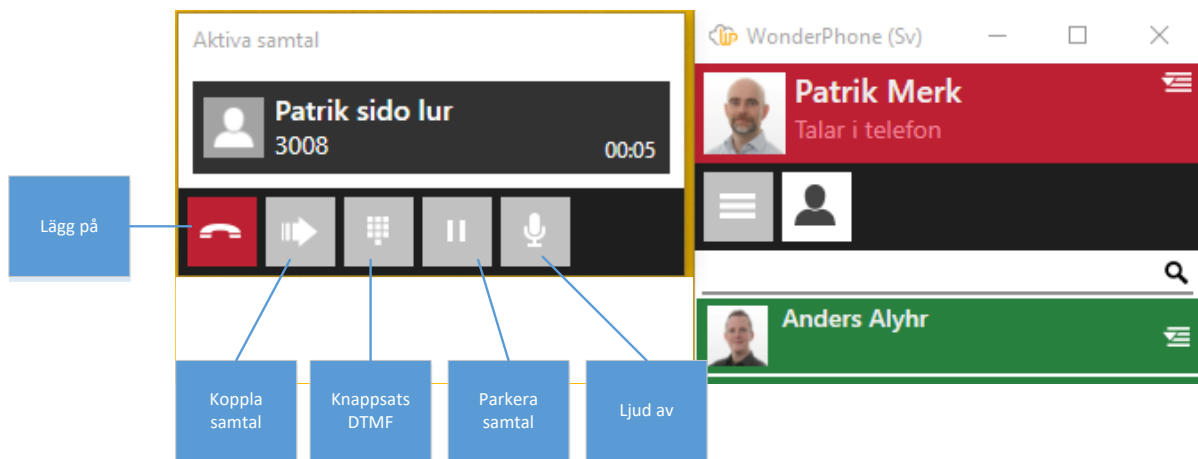 Aktiva samtal
Patrik sido lur
3008
00:05
Lägg på
Koppla
samtal
Knappsats
DTMF
Parkera
samtal
Ljud av
lip WonderPhone (Sv)
Patrik Merk
Talar i telefon
Anders Alyhr